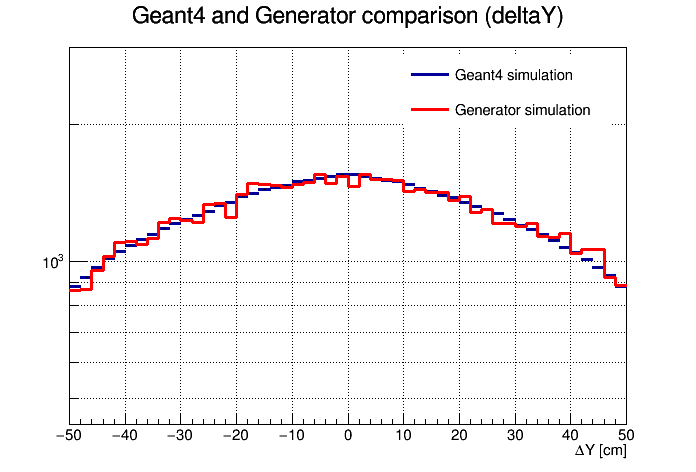 Geant4 and Generator comparison (deltaY)
Geant4 simulation
Generator simulation
10³
−50 −40 −30 −20 −10 0 10 20 30 40 50
ΔY [cm]